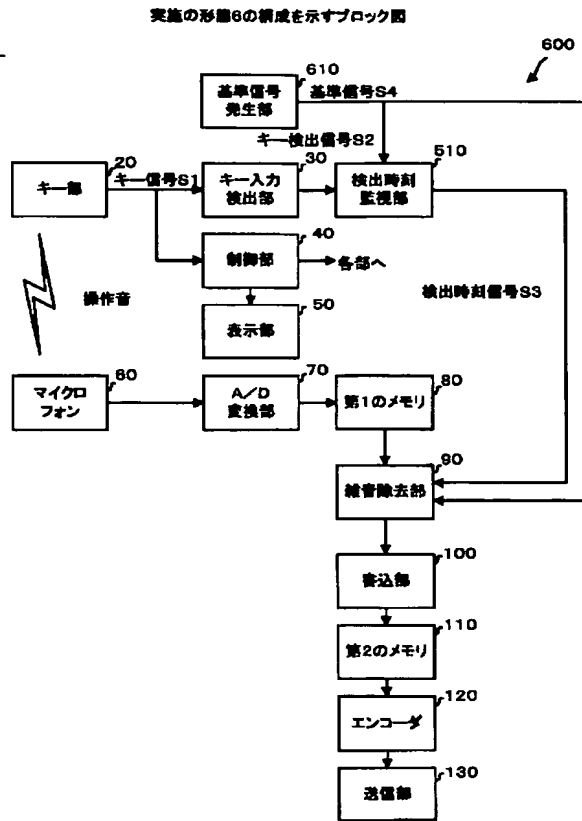 実施の形態6の構成を示すブロック図
600
610
基準信号
発生部
基準信号S4
キー検出信号S2
20
キー部
キー信号S1
30
キー入力
検出部
510
検出時刻
監視部
40
制御部
各部へ
検出時刻信号S3
操作音
50
表示部
60
マイクロ
フォン
70
A/D
変換部
80
第1のメモリ
90
雑音除去部
100
書込部
110
第2のメモリ
120
エンコーダ
130
送信部